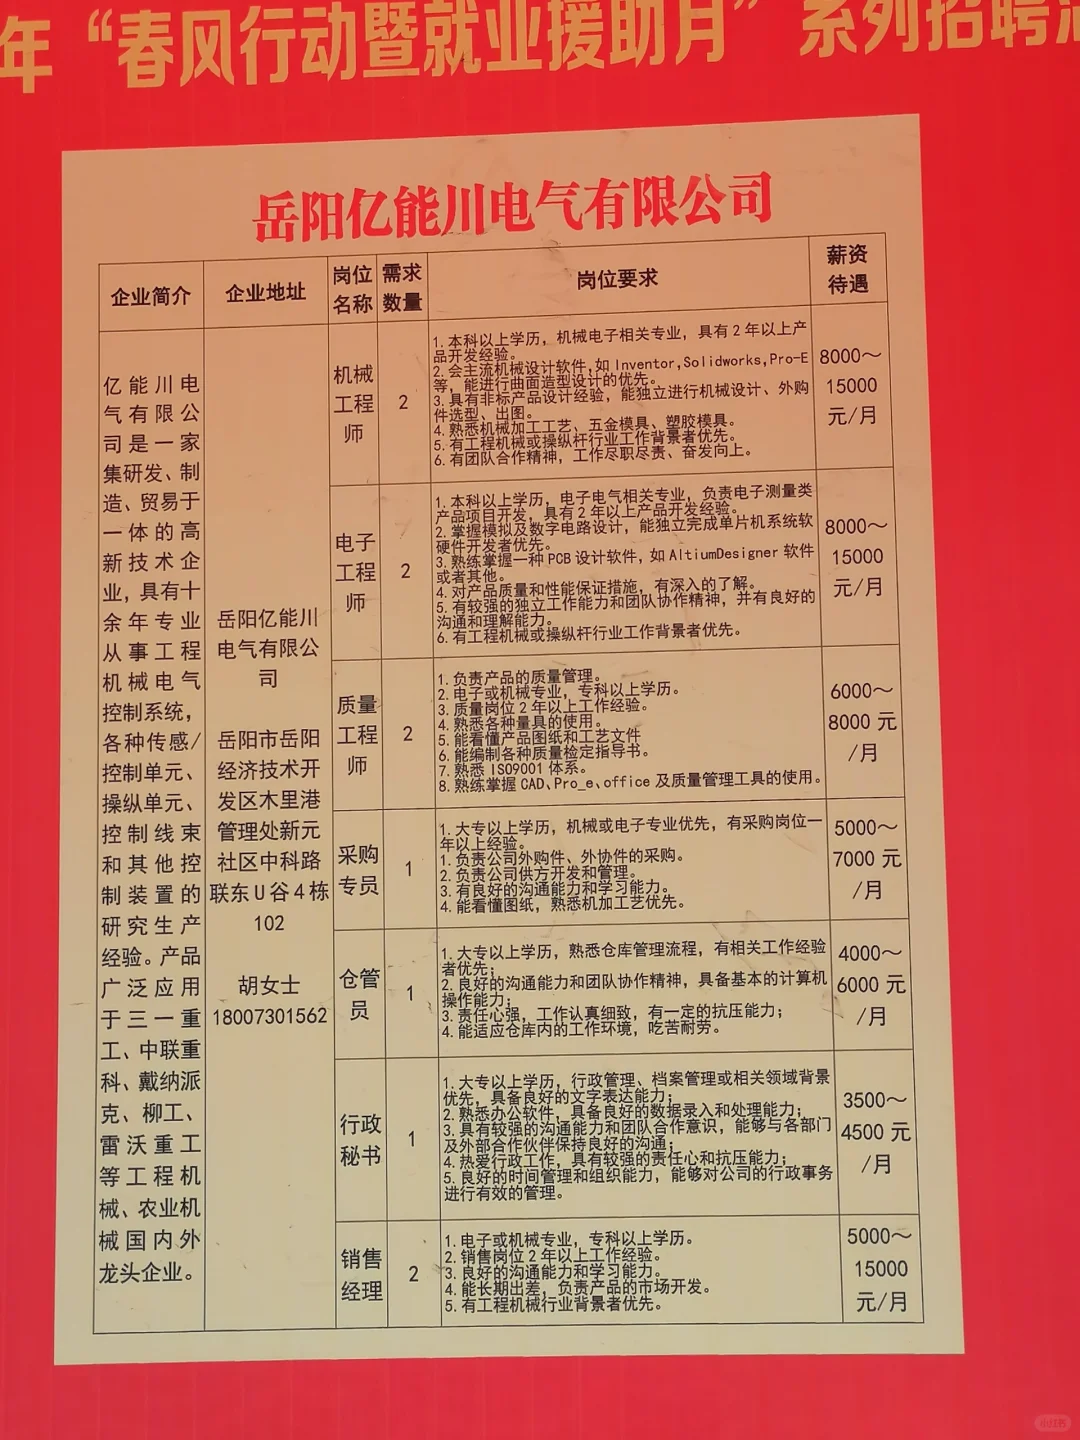 年“春风行动暨就业援助月”系列招聘活
岳阳亿能川电气有限公司
企业简介
企业地址
岗位
名称
需求
数量
岗位要求
薪资
待遇
亿能川电
气有限公
司是一家
集研发、制
造、贸易于
一体的高
新技术企
业，具有十
余年专业
从事工程
机械电气
控制系统，
各种传感/
控制单元、
操纵单元、
控制线束
和其他控
制装置的
研究生产
经验。产品
广泛应用
于三一重
工、中联重
科、戴纳派
克、柳工、
雷沃重工
等工程机
械、农业机
械国内外
龙头企业。
岳阳亿能川
电气有限公
司
岳阳市岳阳
经济技术开
发区木里港
管理处新元
社区中科路
联东U谷4栋
102
胡女士
18007301562
机械
工程
师
2
1. 本科以上学历，机械电子相关专业，具有2年以上产
品开发经验。
2. 会主流机械设计软件,如Inventor,Solidworks,Pro-E
等，能进行曲面造型设计的优先。
3. 具有非标产品设计经验，能独立进行机械设计、外购
件选型、出图。
4. 熟悉机械加工工艺、五金模具、塑胶模具。
5. 有工程机械或操纵杆行业工作背景者优先。
6. 有团队合作精神，工作尽职尽责、奋发向上。
8000～
15000
元/月
电子
工程
师
2
1. 本科以上学历，电子电气相关专业，负责电子测量类
产品项目开发，具有2年以上产品开发经验。
2. 掌握模拟及数字电路设计，能独立完成单片机系统软
硬件开发者优先。
3. 熟练掌握一种PCB设计软件，如AltiumDesigner软件
或者其他。
4. 对产品质量和性能保证措施，有深入的了解。
5. 有较强的独立工作能力和团队协作精神，并有良好的
沟通和理解能力。
6. 有工程机械或操纵杆行业工作背景者优先。
8000～
15000
元/月
质量
工程
师
2
1. 负责产品的质量管理。
2. 电子或机械专业，专科以上学历。
3. 质量岗位2年以上工作经验。
4. 熟悉各种量具的使用。
5. 能看懂产品图纸和工艺文件
6. 能编制各种质量检定指导书。
7. 熟悉ISO9001体系。
8. 熟练掌握CAD、Pro_e、office及质量管理工具的使用。
6000～
8000元
/月
采购
专员
1
1. 大专以上学历，机械或电子专业优先，有采购岗位一
年以上经验。
1. 负责公司外购件、外协件的采购。
2. 负责公司供方开发和管理。
3. 有良好的沟通能力和学习能力。
4. 能看懂图纸，熟悉机加工艺优先。
5000～
7000元
/月
仓管
员
1
1. 大专以上学历，熟悉仓库管理流程，有相关工作经验
者优先；
2. 良好的沟通能力和团队协作精神，具备基本的计算机
操作能力；
3. 责任心强，工作认真细致，有一定的抗压能力；
4. 能适应仓库内的工作环境，吃苦耐劳。
4000～
6000元
/月
行政
秘书
1
1. 大专以上学历，行政管理、档案管理或相关领域背景
优先，具备良好的文字表达能力；
2. 熟悉办公软件，具备良好的数据录入和处理能力；
3. 具有较强的沟通能力和团队合作意识，能够与各部门
及外部合作伙伴保持良好的沟通；
4. 热爱行政工作，具有较强的责任心和抗压能力；
5. 良好的时间管理和组织能力，能够对公司的行政事务
进行有效的管理。
3500～
4500元
/月
销售
经理
2
1. 电子或机械专业，专科以上学历。
2. 销售岗位2年以上工作经验。
3. 良好的沟通能力和学习能力。
4. 能长期出差，负责产品的市场开发。
5. 有工程机械行业背景者优先。
5000～
15000
元/月
小红书